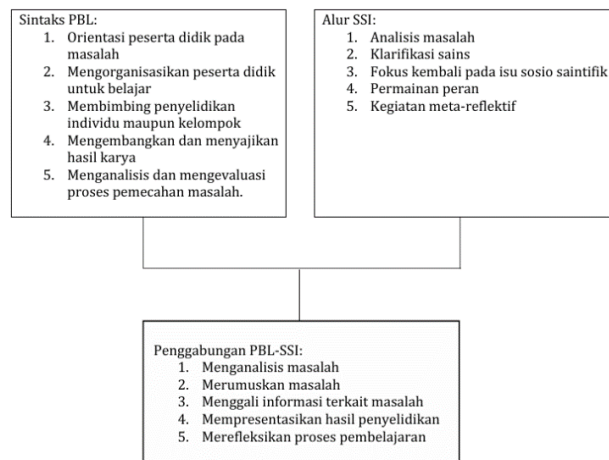 Sintaks PBL:
1. Orientasi peserta didik pada
masalah
2. Mengorganisasikan peserta didik
untuk belajar
3. Membimbing penyelidikan
individu maupun kelompok
4. Mengembangkan dan menyajikan
hasil karya
5. Menganalisis dan mengevaluasi
proses pemecahan masalah.
Alur SSI:
1. Analisis masalah
2. Klarifikasi sains
3. Fokus kembali pada isu sosio saintifik
4. Permainan peran
5. Kegiatan meta-reflektif
Penggabungan PBL-SSI:
1. Menganalisis masalah
2. Merumuskan masalah
3. Menggali informasi terkait masalah
4. Mempresentasikan hasil penyelidikan
5. Merefleksikan proses pembelajaran